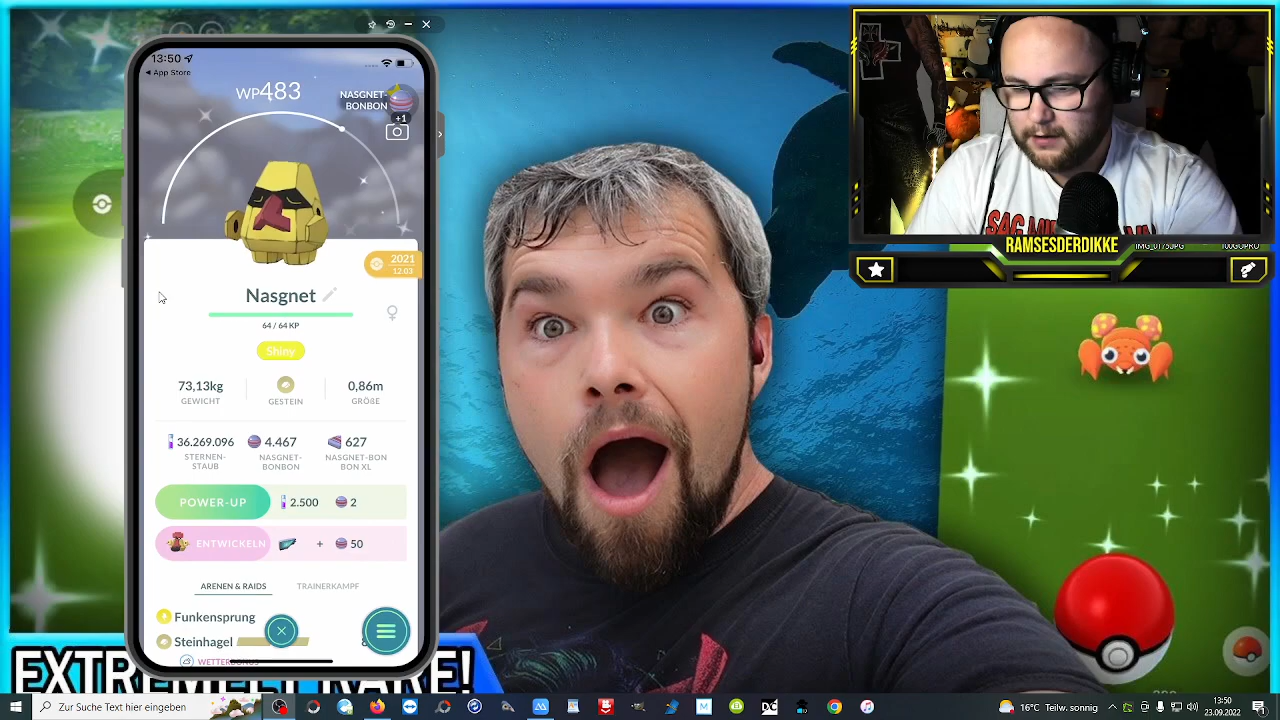 13:50
App Store
WP483
NASGNET-
BONBON
+1
2021
12.03
Nasgnet
64 / 64 KP
Shiny
73,13kg
GEWICHT
GESTEIN
0,86m
GRÖßE
36.269.096
STERNEN-
STAUB
4.467
NASGNET-
BONBON
627
NASGNET-BON
BON XL
POWER-UP
2.500
2
ENTWICKELN
+
50
ARENEN & RAIDS
TRAINERKAMPF
Funkensprung
Steinhagel
WETTERBONUS
RAMSESDERDIKKE
IMG_0175JPG
100GOPRO
Zur Suche Text hier eingeben
16°C Teilw. sonnig
13:50
23.09.2022